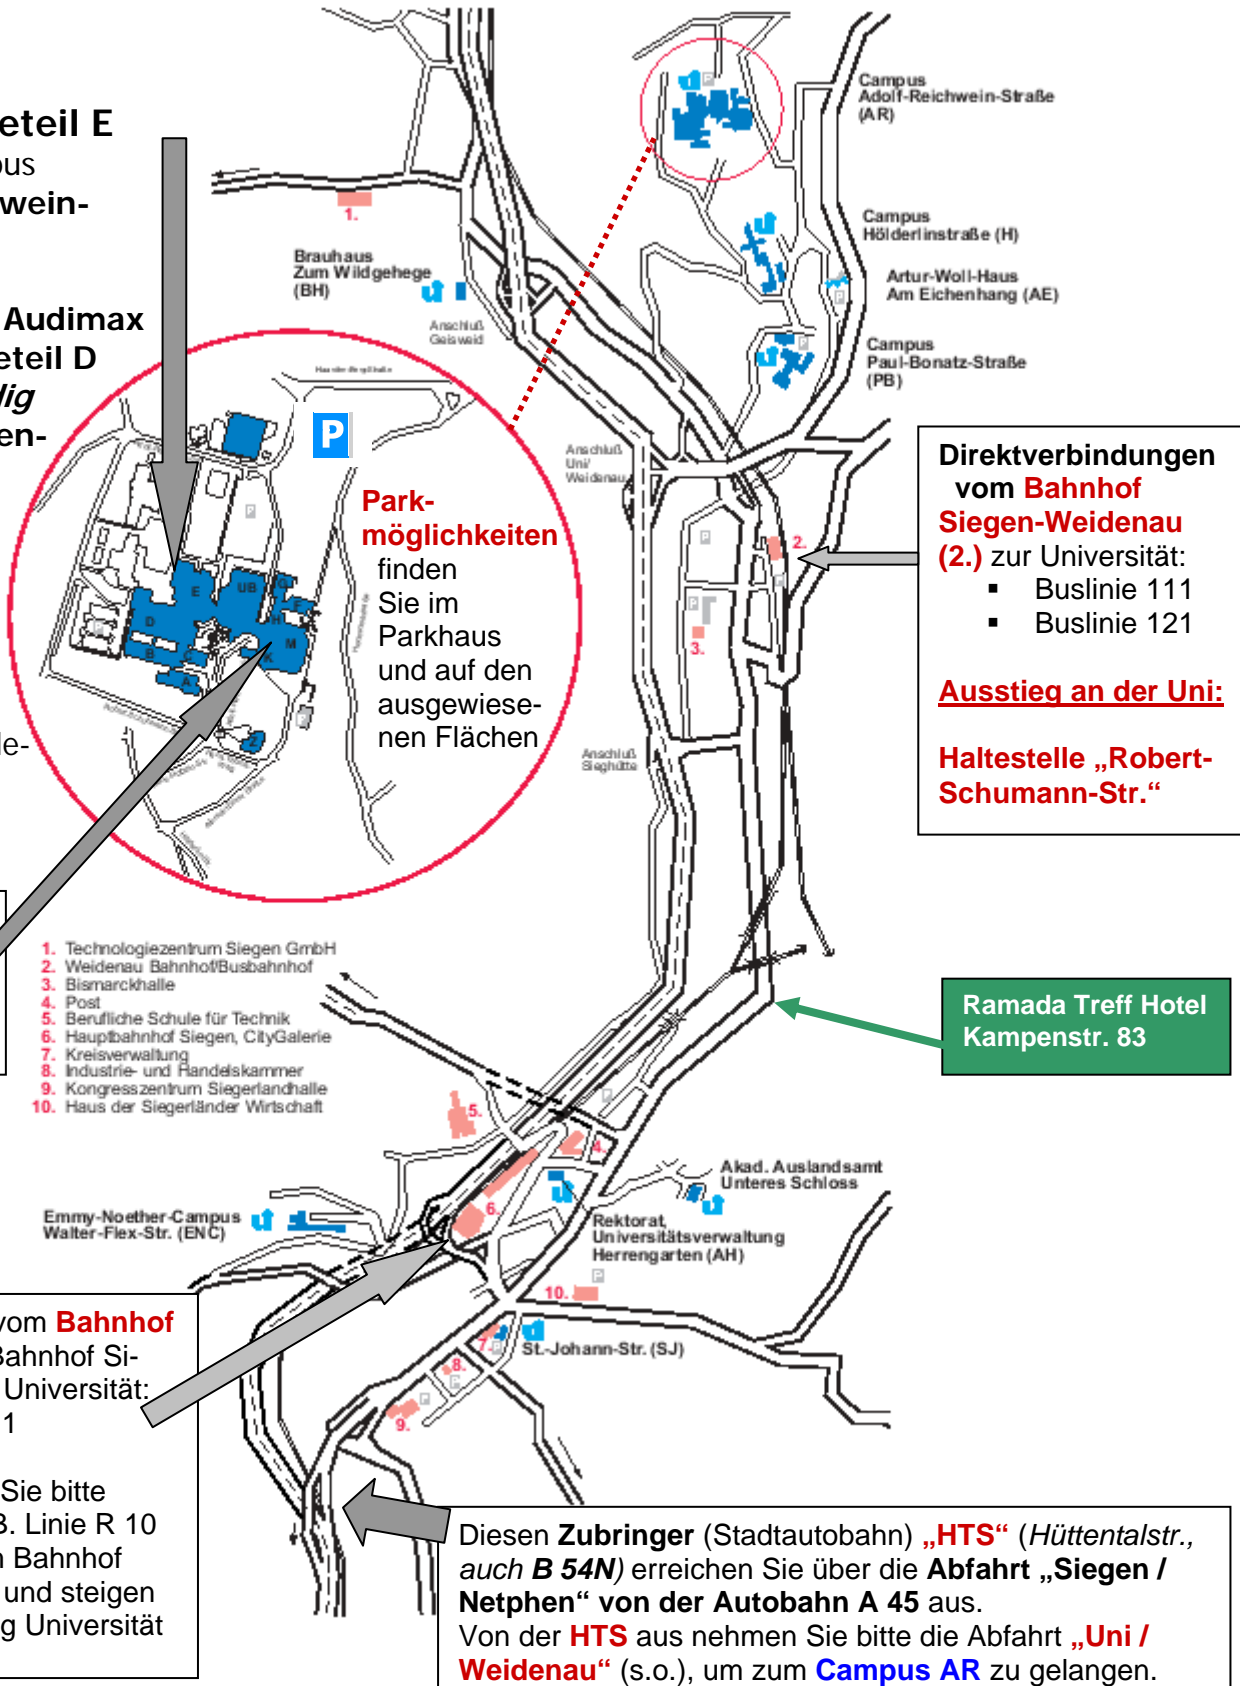 eteil E
ous
wein-
Audimax
eteil D
lig
en-
de-
Campus
Adolf-Reichwein-Straße
(AR)
Campus
Hölderlinstraße (H)
Artur-Woll-Haus
Am Eichenhang (AE)
Campus
Paul-Bonatz-Straße
(PB)
1.
Brauhaus
Zum Wildgehege
(BH)
Anschluß
Geisweid
Anschluß
Uni/
Weidenau
P
Park-
möglichkeiten
finden
Sie im
Parkhaus
und auf den
ausgewiese-
nen Flächen
E
UB
G
F
H
D
M
B
C
K
A
Z
P
P
2.
P
3.
Anschluß
Sieghütte
Direktverbindungen
vom Bahnhof
Siegen-Weidenau
(2.) zur Universität:
▪ Buslinie 111
▪ Buslinie 121
Ausstieg an der Uni:
Haltestelle „Robert-
Schumann-Str.“
1. Technologiezentrum Siegen GmbH
2. Weidenau Bahnhof/Busbahnhof
3. Bismarckhalle
4. Post
5. Berufliche Schule für Technik
6. Hauptbahnhof Siegen, CityGalerie
7. Kreisverwaltung
8. Industrie- und Handelskammer
9. Kongresszentrum Siegerlandhalle
10. Haus der Siegerländer Wirtschaft
Ramada Treff Hotel
Kampenstr. 83
5.
P
4.
Akad. Auslandsamt
Unteres Schloss
6.
Emmy-Noether-Campus
Walter-Flex-Str. (ENC)
Rektorat,
Universitätsverwaltung
Herrengarten (AH)
P
10.
7.
P
St.-Johann-Str. (SJ)
8.
P
P
9.
vom Bahnhof
Bahnhof Si-
Universität:
1
Sie bitte
B. Linie R 10
n Bahnhof
und steigen
g Universität
Diesen Zubringer (Stadtautobahn) „HTS“ (Hüttentalstr.,
auch B 54N) erreichen Sie über die Abfahrt „Siegen /
Netphen“ von der Autobahn A 45 aus.
Von der HTS aus nehmen Sie bitte die Abfahrt „Uni /
Weidenau“ (s.o.), um zum Campus AR zu gelangen.